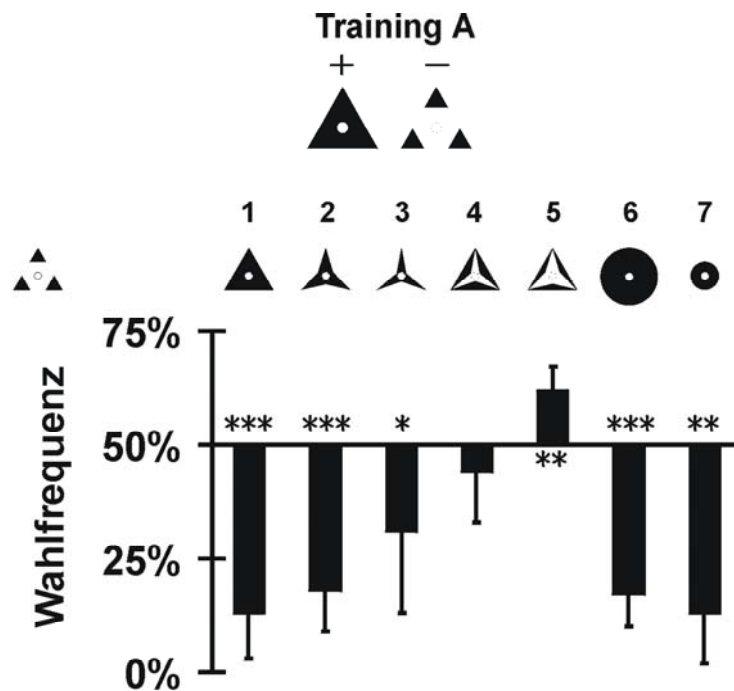 Training A
+ −
1 2 3 4 5 6 7
75%
*** *** * *** **
50%
**
25%
0%
Wahlfrequenz